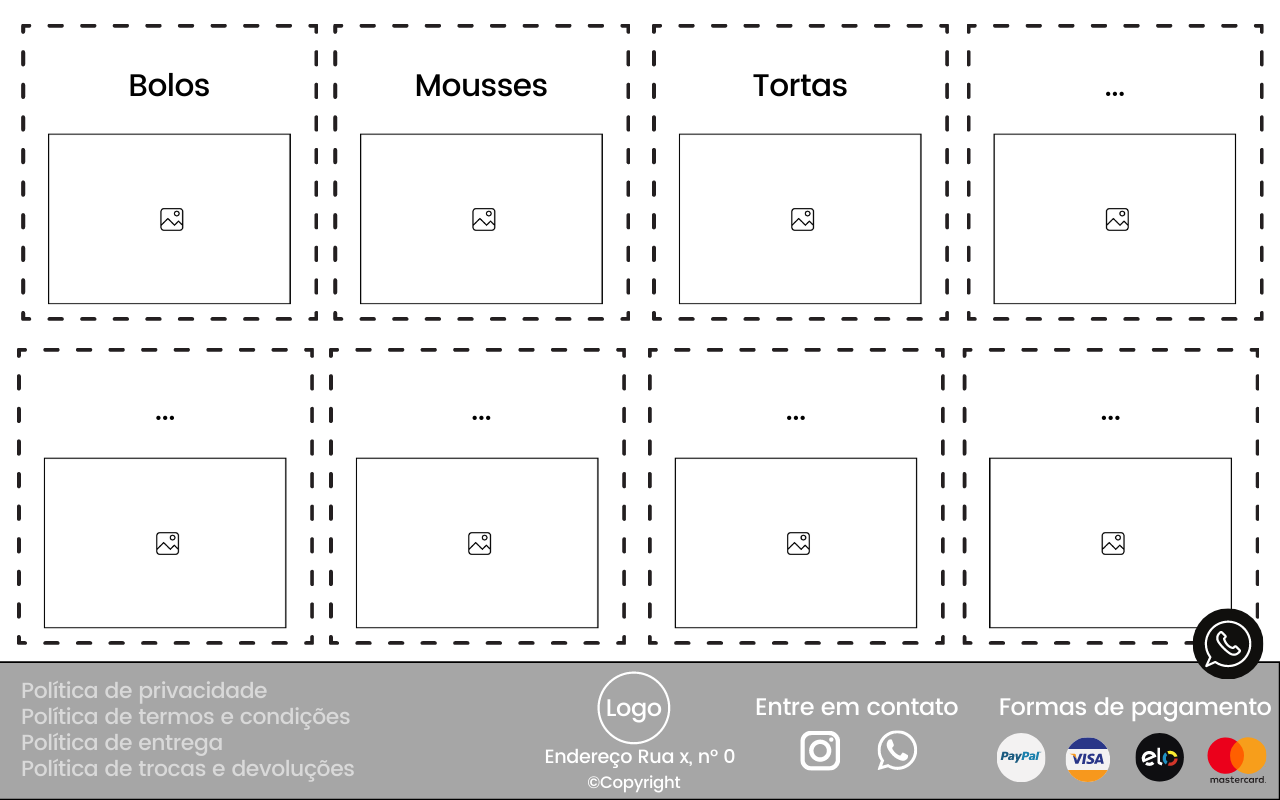 Bolos
Mousses
Tortas
...
...
...
...
...
Política de privacidade
Política de termos e condições
Política de entrega
Política de trocas e devoluções
Logo
Endereço Rua x, nº 0
©Copyright
Entre em contato
Formas de pagamento
PayPal
VISA
elo
mastercard.